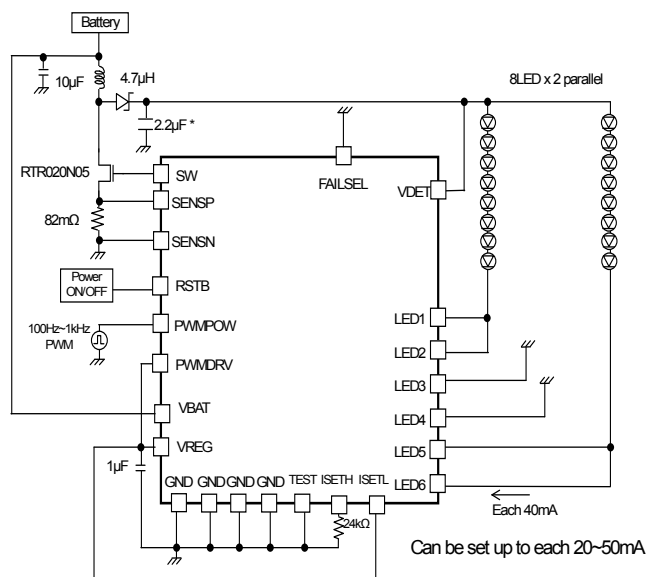 Battery
10µF
4.7µH
8LED x 2 parallel
2.2µF *
RTR020N05
SW
FAILSEL
VDET
SENSP
82mΩ
SENSN
Power
ON/OFF
RSTB
100Hz~1kHz
PWM
PWMPOW
LED1
LED2
PWMDRV
LED3
VBAT
LED4
VREG
LED5
1µF
GND GND GND GND TEST ISETH ISETL
LED6
24kΩ
Each 40mA
Can be set up to each 20~50mA